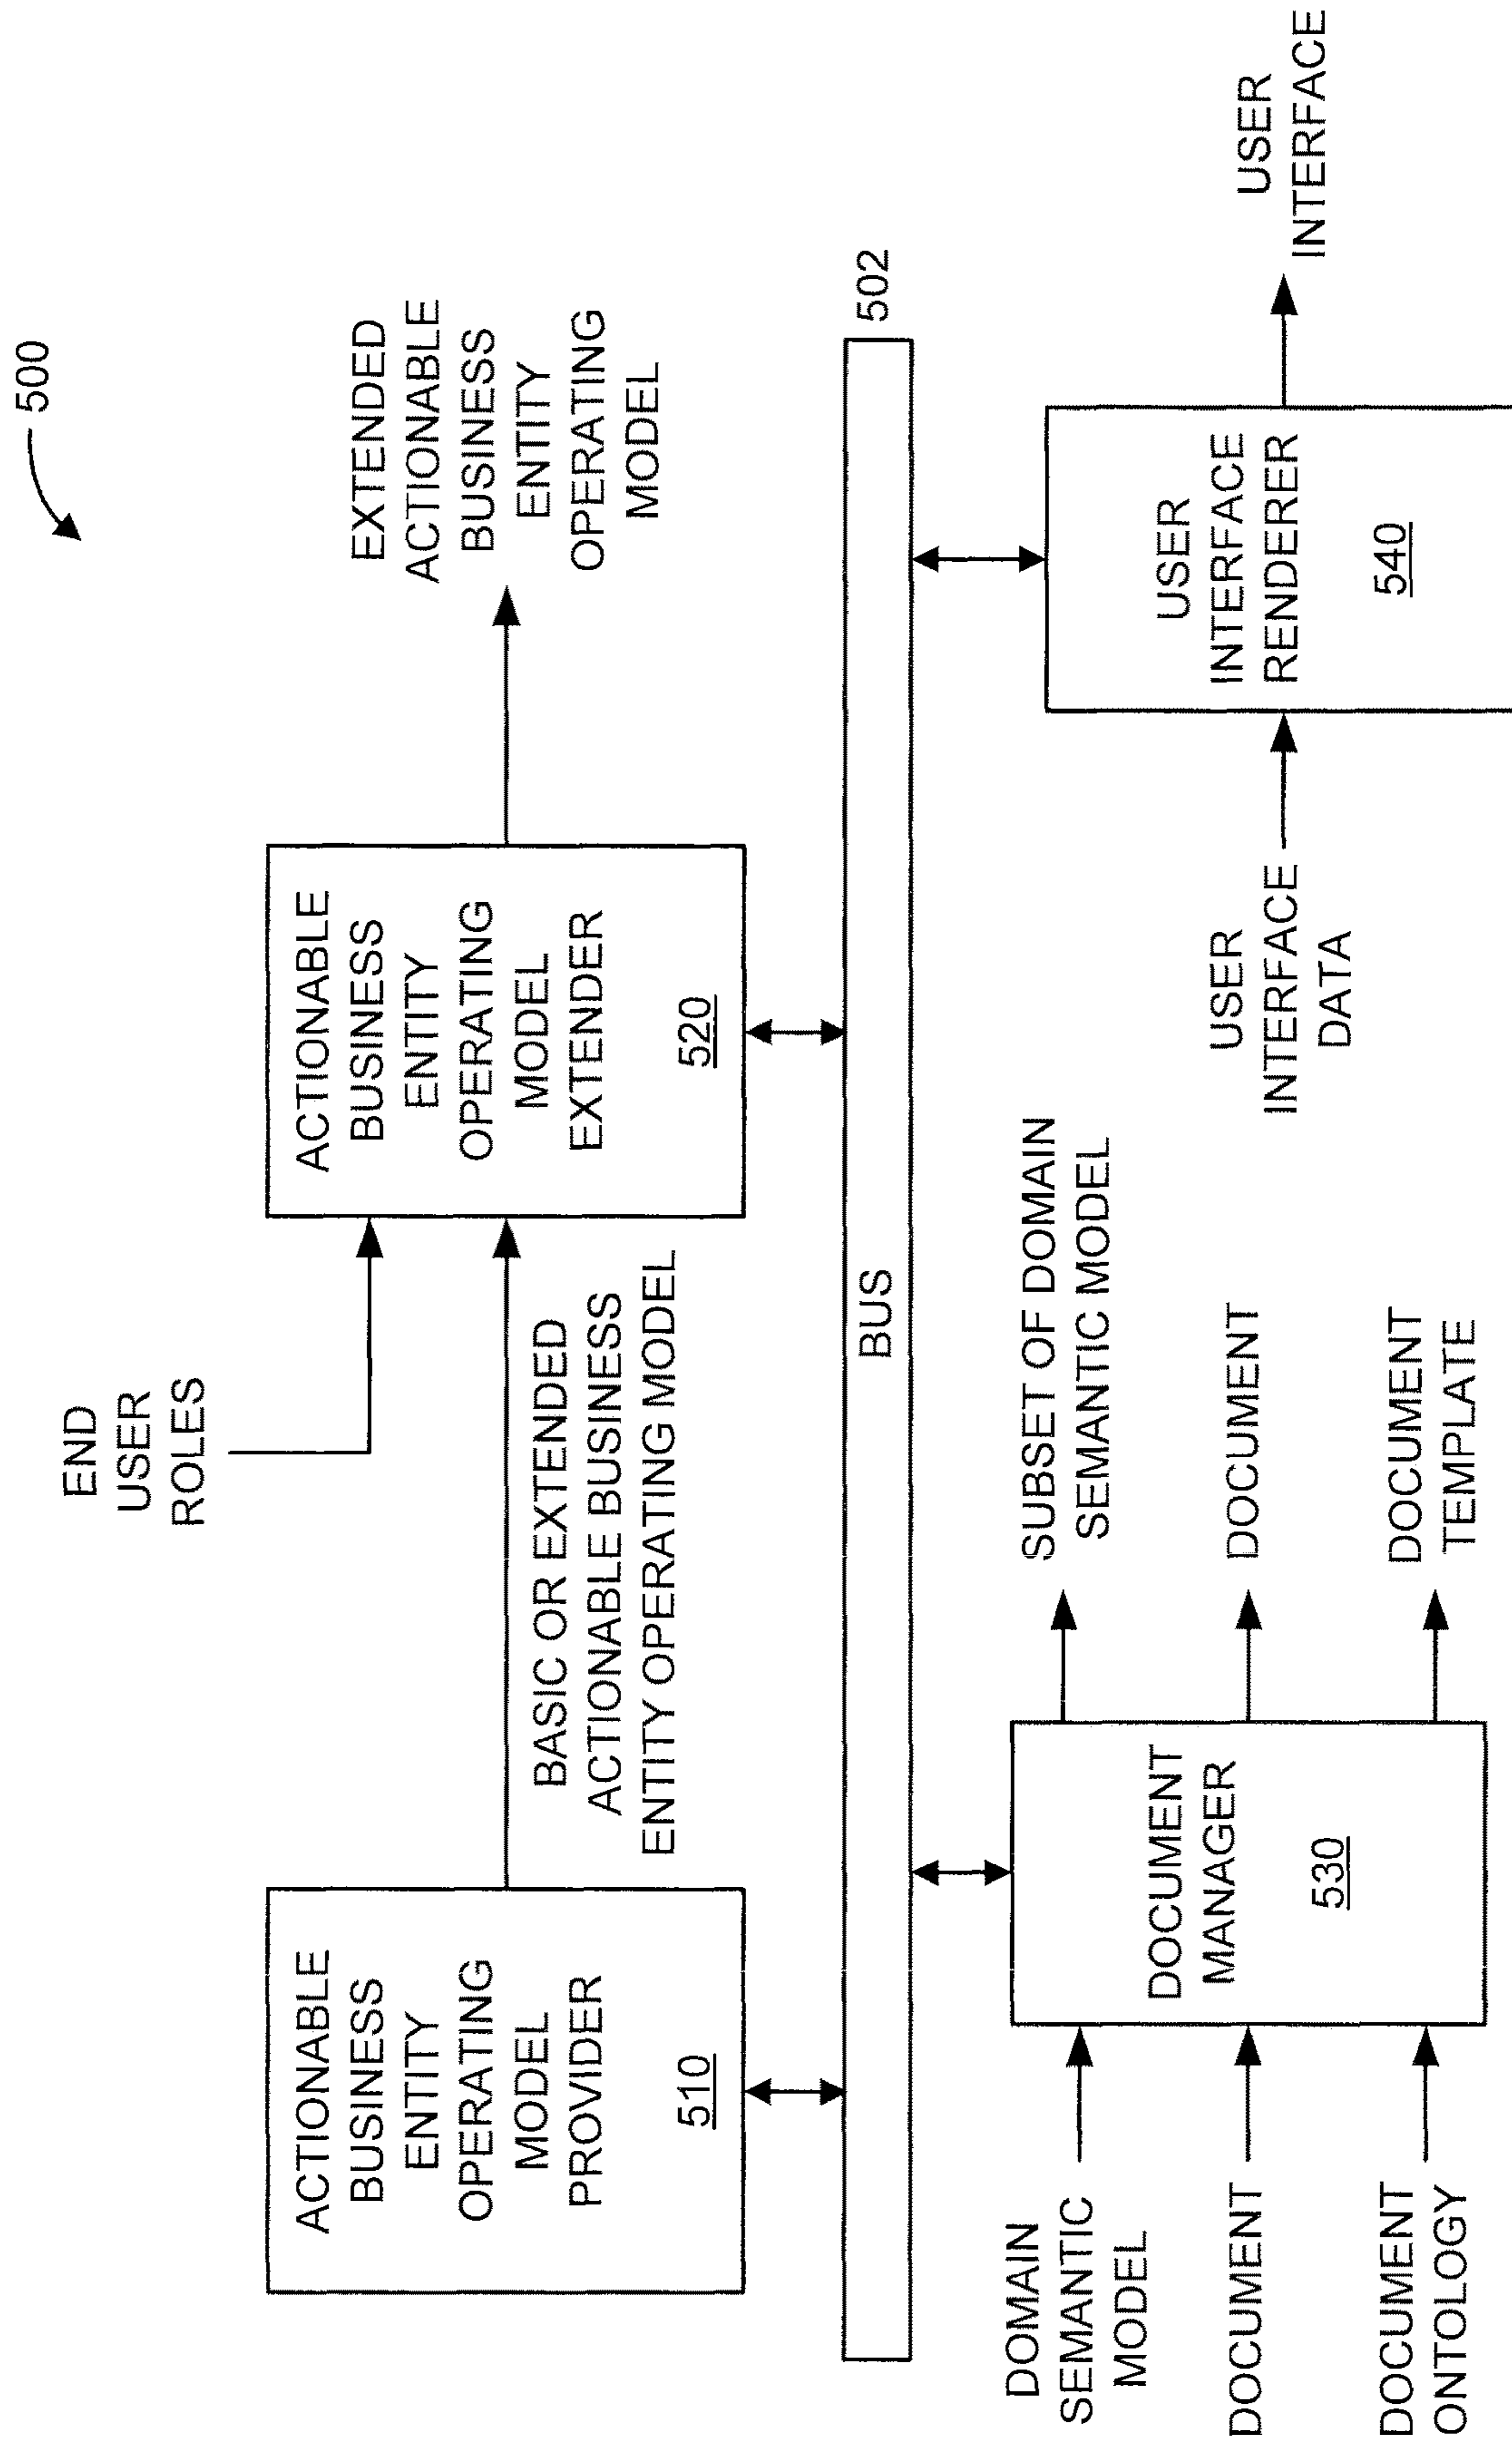 500
END
USER
ROLES
ACTIONABLE
BUSINESS
ENTITY
OPERATING
MODEL
PROVIDER
510
BASIC OR EXTENDED
ACTIONABLE BUSINESS
ENTITY OPERATING MODEL
ACTIONABLE
BUSINESS
ENTITY
OPERATING
MODEL
EXTENDER
520
EXTENDED
ACTIONABLE
BUSINESS
ENTITY
OPERATING
MODEL
BUS
502
DOMAIN
SEMANTIC
MODEL
DOCUMENT
DOCUMENT
ONTOLOGY
DOCUMENT
MANAGER
530
SUBSET OF DOMAIN
SEMANTIC MODEL
DOCUMENT
DOCUMENT
TEMPLATE
USER
INTERFACE
DATA
USER
INTERFACE
RENDERER
540
USER
INTERFACE